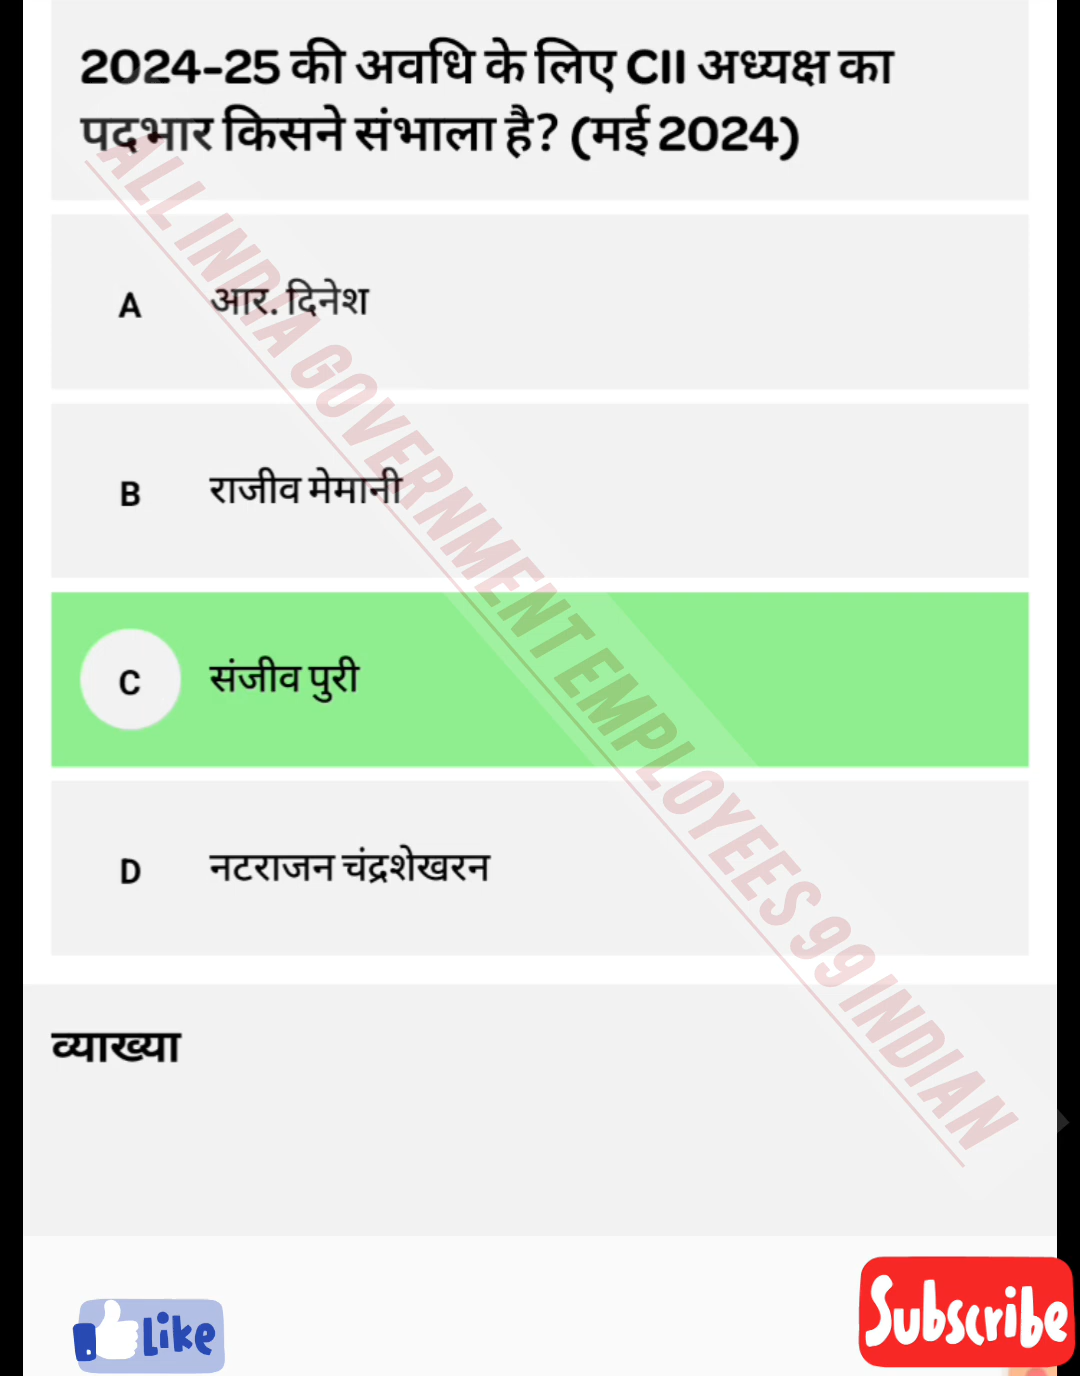 2024-25 की अवधि के लिए CII अध्यक्ष का
पदभार किसने संभाला है? (मई 2024)
A आर. दिनेश
B राजीव मेमानी
C संजीव पुरी
D नटराजन चंद्रशेखरन
ALL INDIA GOVERNMENT EMPLOYEES 99 INDIAN
व्याख्या
Like
Subscribe